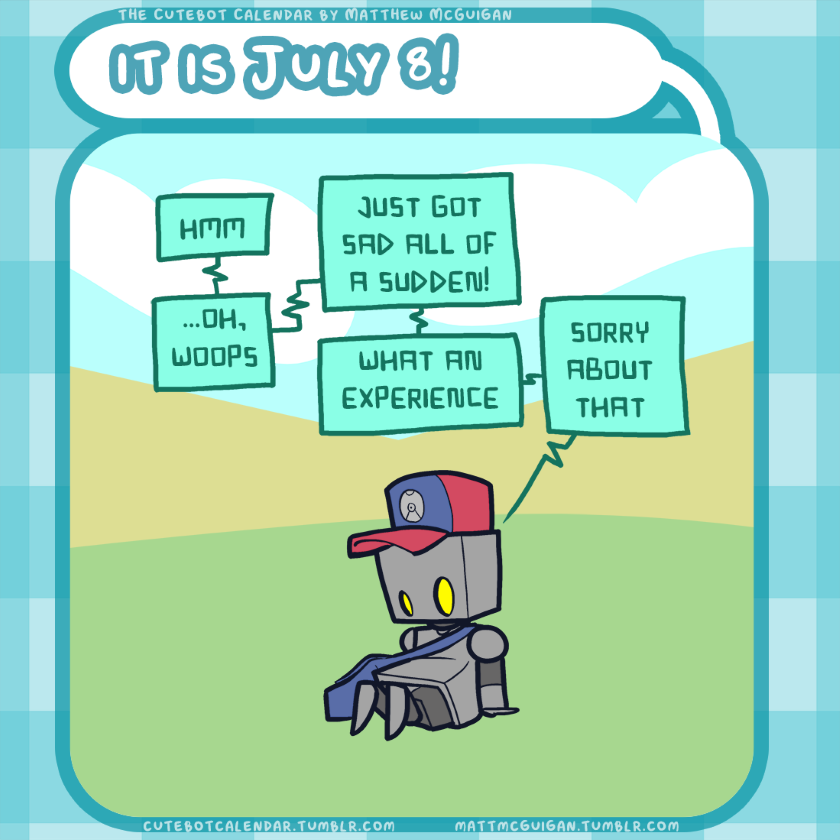 THE CUTEBOT CALENDAR BY MATTHEW MCGUIGAN
IT IS JULY 8!
HMM
...OH,
WOOPS
JUST GOT
SAD ALL OF
A SUDDEN!
WHAT AN
EXPERIENCE
SORRY
ABOUT
THAT
CUTEBOTCALENDAR.TUMBLR.COM
MATTMCGUIGAN.TUMBLR.COM